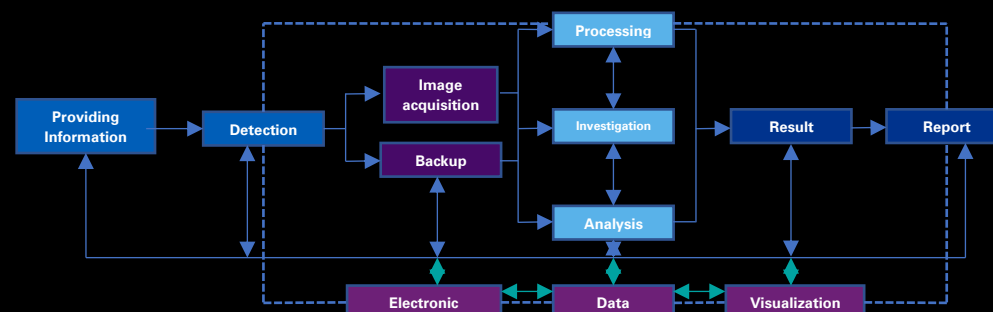 Processing
Image
acquisition
Providing
Information
Detection
Investigation
Result
Report
Backup
Analysis
Electronic
Data
Visualization